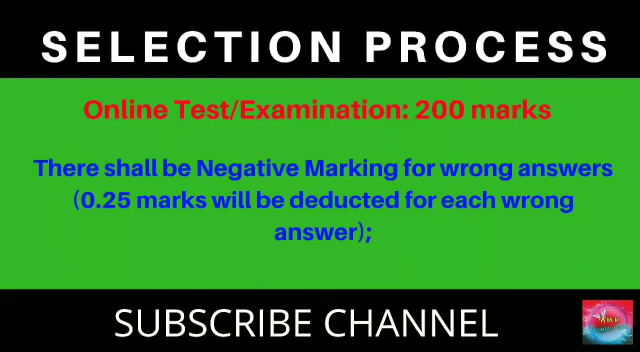 SELECTION PROCESS
Online Test/Examination: 200 marks
There shall be Negative Marking for wrong answers
(0.25 marks will be deducted for each wrong
answer);
SUBSCRIBE CHANNEL